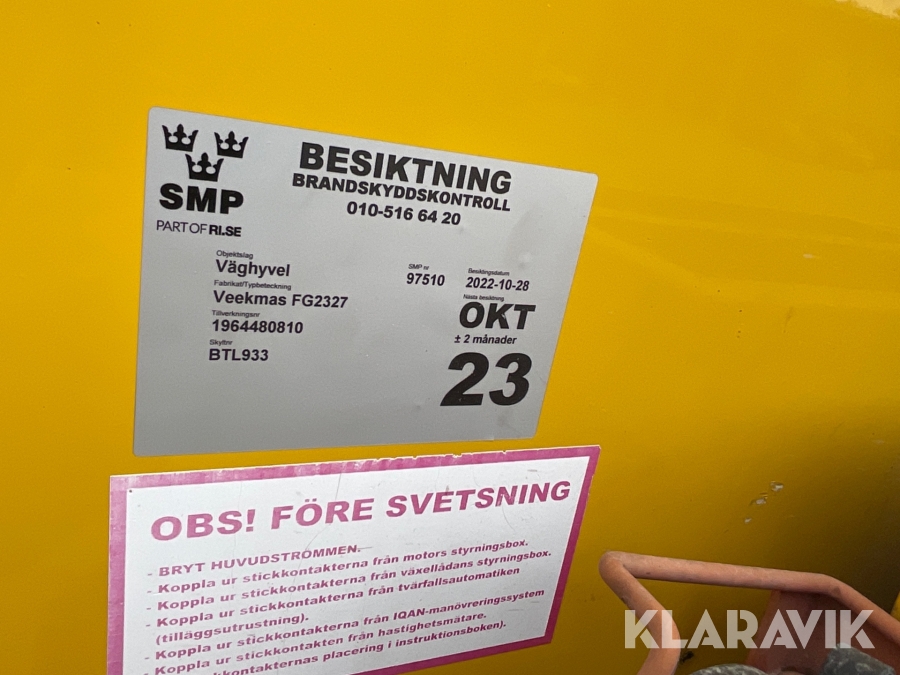 SMP
PART OF RI.SE
BESIKTNING
BRANDSKYDDSKONTROLL
010-516 64 20
Objektslag
Väghyvel
Fabrikat/Typbeteckning
Veekmas FG2327
Tillverkningsnr
1964480810
Skyltnr
BTL933
SMP nr
97510
Besiktningsdatum
2022-10-28
Nästa besiktning
OKT
± 2 månader
23
OBS! FÖRE SVETSNING
- BRYT HUVUDSTRÖMMEN.
- Koppla ur stickkontakterna från motors styrningsbox.
- Koppla ur stickkontakterna från växellådans styrningsbox.
- Koppla ur stickkontakterna från tvärfallsautomatiken
(tilläggsutrustning).
- Koppla ur stickkontakterna från IQAN-manövreringssystem
- Koppla ur stickkontakten från hastighetsmätare.
placering i instruktionsboken).
KLARAVIK